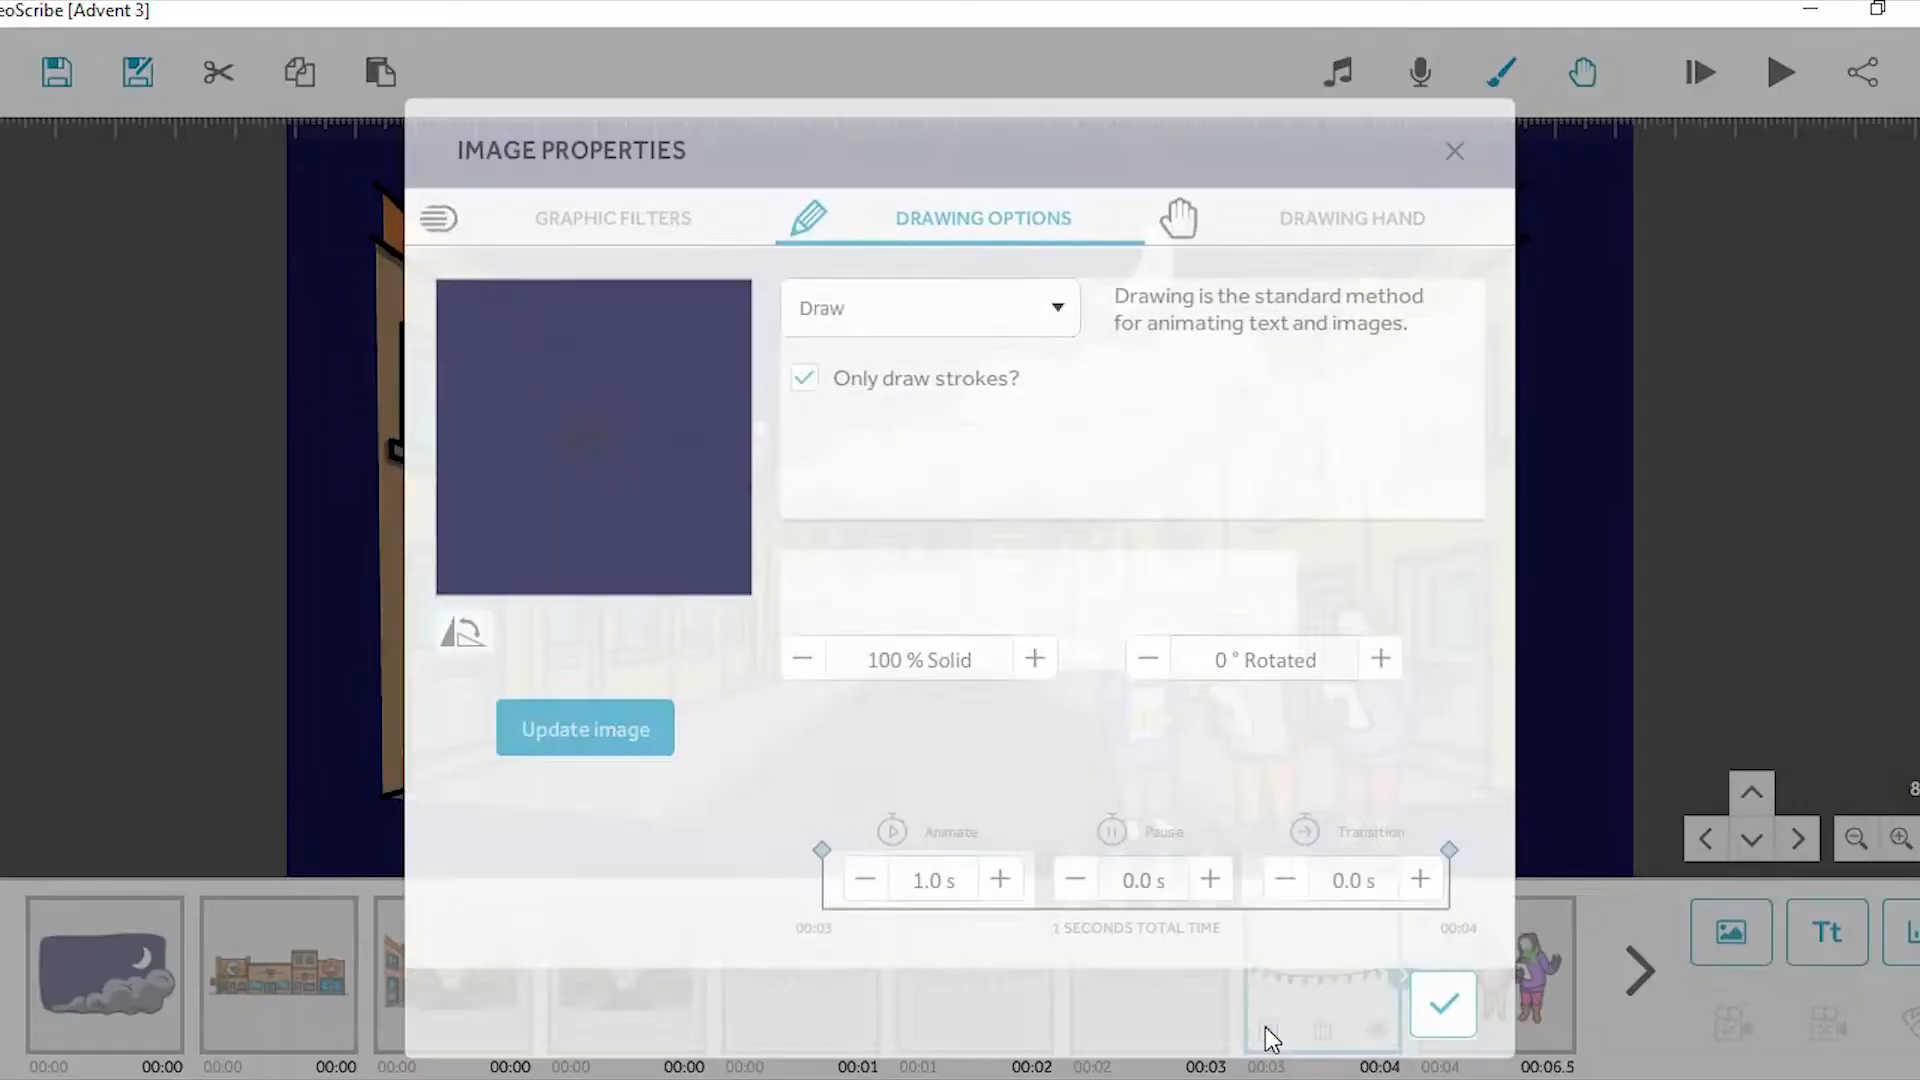 eoScribe [Advent 3]
IMAGE PROPERTIES
GRAPHIC FILTERS
DRAWING OPTIONS
DRAWING HAND
Draw
Drawing is the standard method
for animating text and images.
Only draw strokes?
100 % Solid
0 ° Rotated
Update image
Animate
Pause
Transition
1.0 s
0.0 s
0.0 s
00:03
1 SECONDS TOTAL TIME
00:04
8
Tt
00:00 00:00 00:00 00:00 00:00 00:00 00:00 00:00 00:00 00:01 00:01 00:02 00:02 00:03 00:03 00:04 00:04 00:06.5